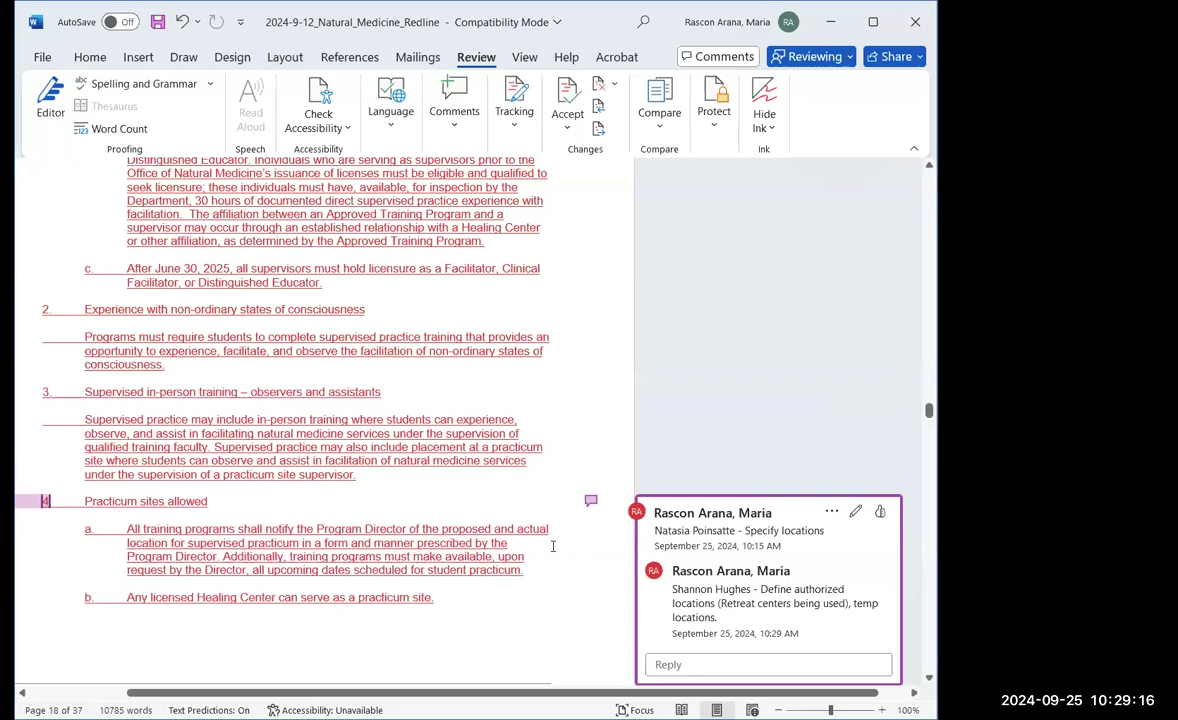 AutoSave
Off
2024-9-12_Natural_Medicine_Redline - Compatibility Mode
Rascon Arana, Maria
RA
File Home Insert Draw Design Layout References Mailings Review View Help Acrobat
Comments
Reviewing
Share
Editor
abc
Spelling and Grammar
Thesaurus
123
Word Count
Proofing
Read
Aloud
Speech
Check
Accessibility
Accessibility
Language
Comments
Tracking
Accept
Changes
Compare
Compare
Protect
Hide
Ink
Ink
Distinguished Educator. Individuals who are serving as supervisors prior to the
Office of Natural Medicine's issuance of licenses must be eligible and qualified to
seek licensure; these individuals must have, available, for inspection by the
Department, 30 hours of documented direct supervised practice experience with
facilitation. The affiliation between an Approved Training Program and a
supervisor may occur through an established relationship with a Healing Center
or other affiliation, as determined by the Approved Training Program.
c. After June 30, 2025, all supervisors must hold licensure as a Facilitator, Clinical
Facilitator, or Distinguished Educator.
2. Experience with non-ordinary states of consciousness
Programs must require students to complete supervised practice training that provides an
opportunity to experience, facilitate, and observe the facilitation of non-ordinary states of
consciousness.
3. Supervised in-person training – observers and assistants
Supervised practice may include in-person training where students can experience,
observe, and assist in facilitating natural medicine services under the supervision of
qualified training faculty. Supervised practice may also include placement at a practicum
site where students can observe and assist in facilitation of natural medicine services
under the supervision of a practicum site supervisor.
4. Practicum sites allowed
a. All training programs shall notify the Program Director of the proposed and actual
location for supervised practicum in a form and manner prescribed by the
Program Director. Additionally, training programs must make available, upon
request by the Director, all upcoming dates scheduled for student practicum.
b. Any licensed Healing Center can serve as a practicum site.
RA
Rascon Arana, Maria
Natasia Poinsatte - Specify locations
September 25, 2024, 10:15 AM
RA
Rascon Arana, Maria
Shannon Hughes - Define authorized
locations (Retreat centers being used), temp
locations.
September 25, 2024, 10:29 AM
Reply
Page 18 of 37
10785 words
Text Predictions: On
Accessibility: Unavailable
Focus
100%
2024-09-25 10:29:16